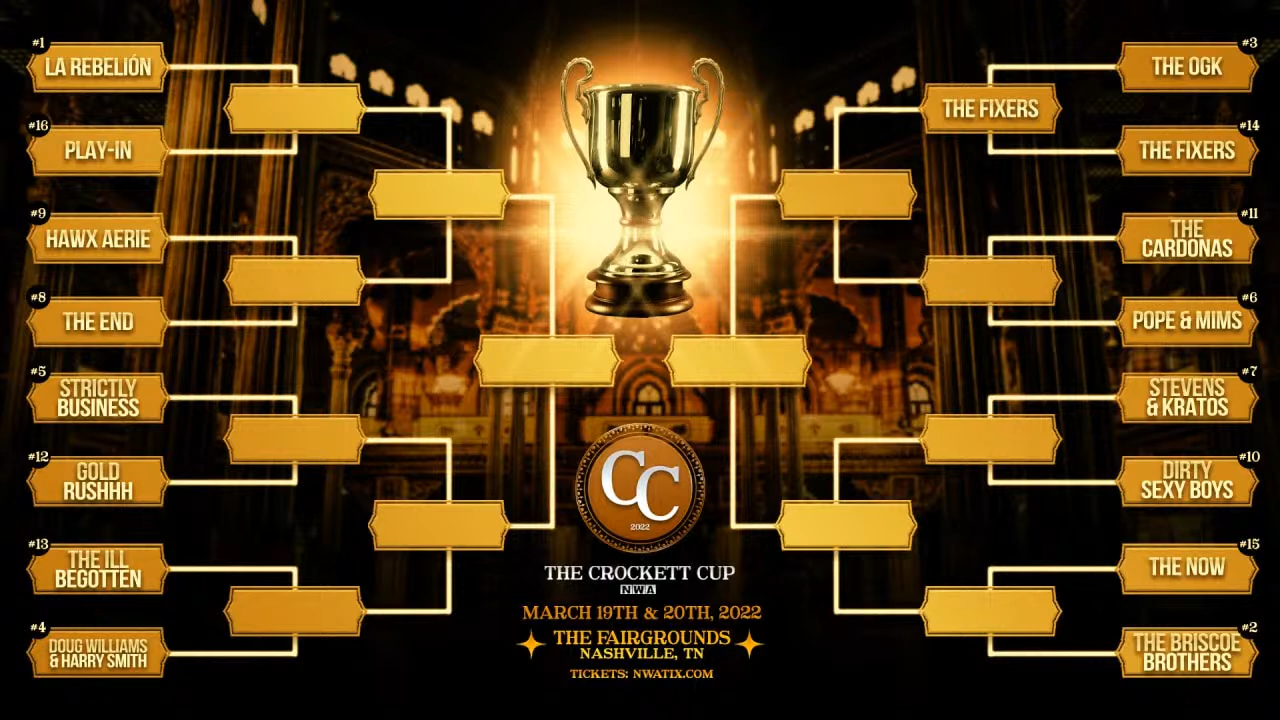 #1
LA REBELIÓN
#16
PLAY-IN
#9
HAWX AERIE
#8
THE END
#5
STRICTLY
BUSINESS
#12
GOLD
RUSHHH
#13
THE ILL
BEGOTTEN
#4
DOUG WILLIAMS
& HARRY SMITH
THE FIXERS
#3
THE OGK
#14
THE FIXERS
#11
THE
CARDONAS
#6
POPE & MIMS
#7
STEVENS
& KRATOS
#10
DIRTY
SEXY BOYS
#15
THE NOW
#2
THE BRISCOE
BROTHERS
CC
2022
THE CROCKETT CUP
NWA
MARCH 19TH & 20TH, 2022
THE FAIRGROUNDS
NASHVILLE, TN
TICKETS: NWATIX.COM